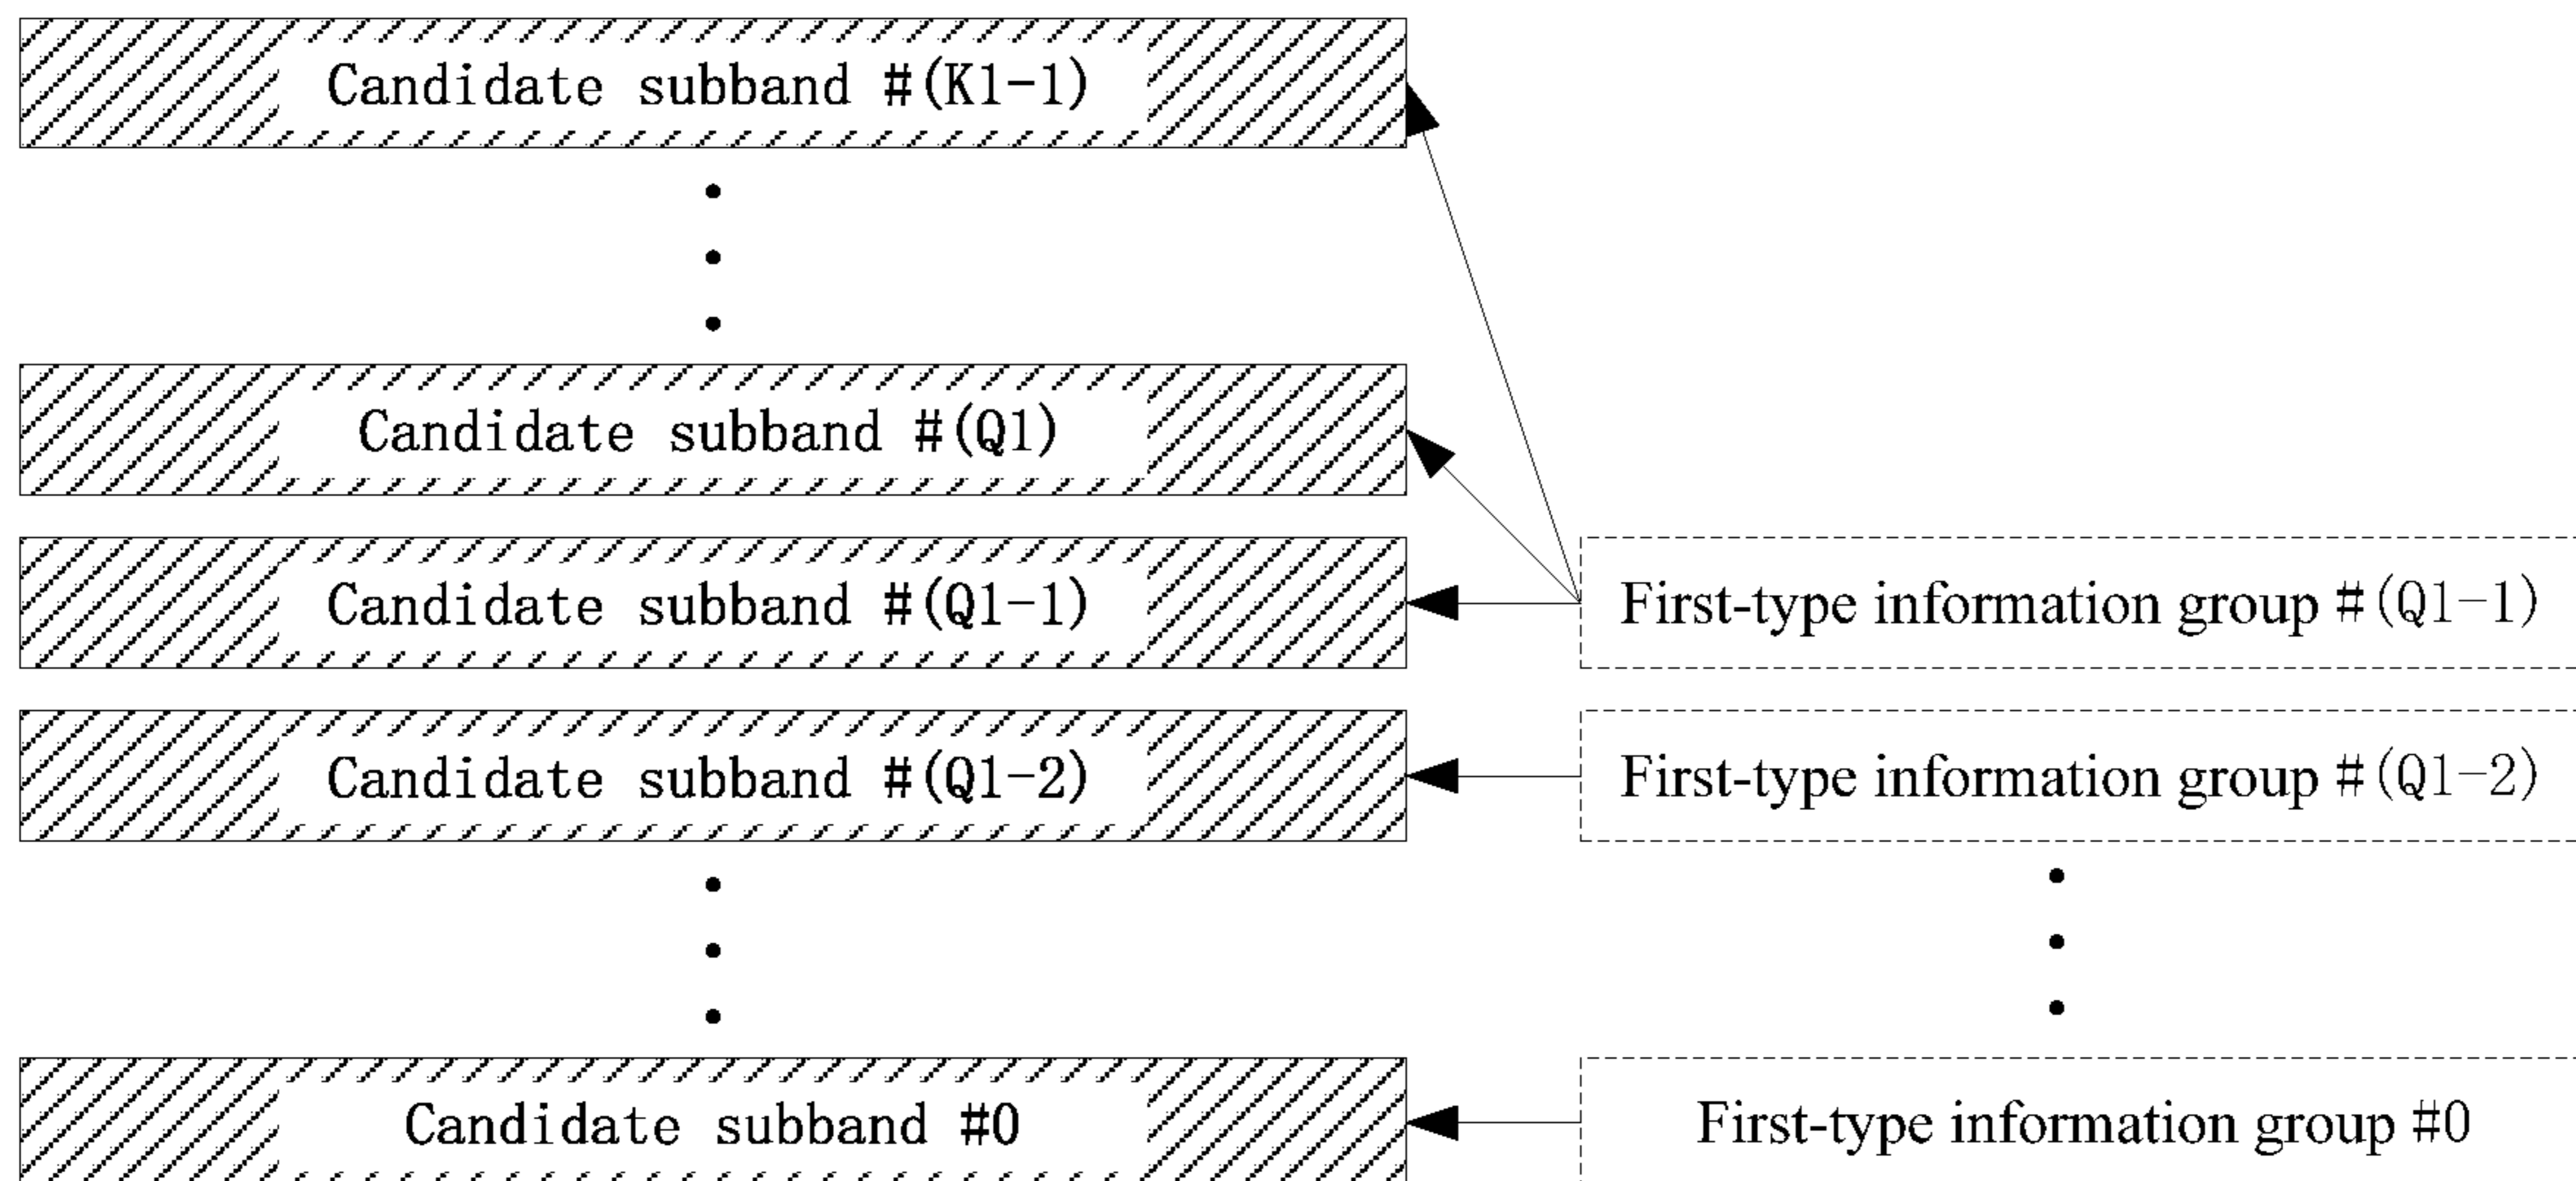 Candidate subband #(K1-1)
Candidate subband #(Q1)
Candidate subband #(Q1-1)
First-type information group #(Q1-1)
Candidate subband #(Q1-2)
First-type information group #(Q1-2)
Candidate subband #0
First-type information group #0